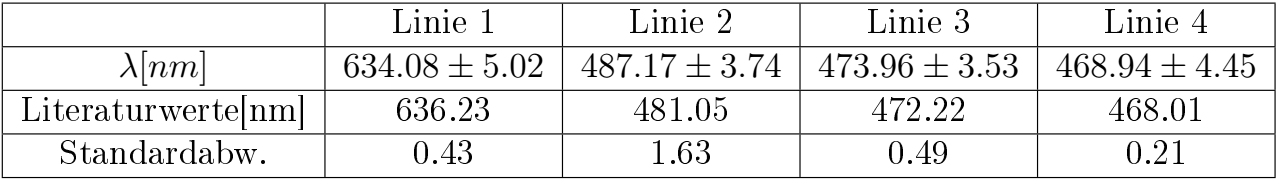 Linie 1 Linie 2 Linie 3 Linie 4
λ[nm] 634.08 ± 5.02 487.17 ± 3.74 473.96 ± 3.53 468.94 ± 4.45
Literaturwerte[nm] 636.23 481.05 472.22 468.01
Standardabw. 0.43 1.63 0.49 0.21